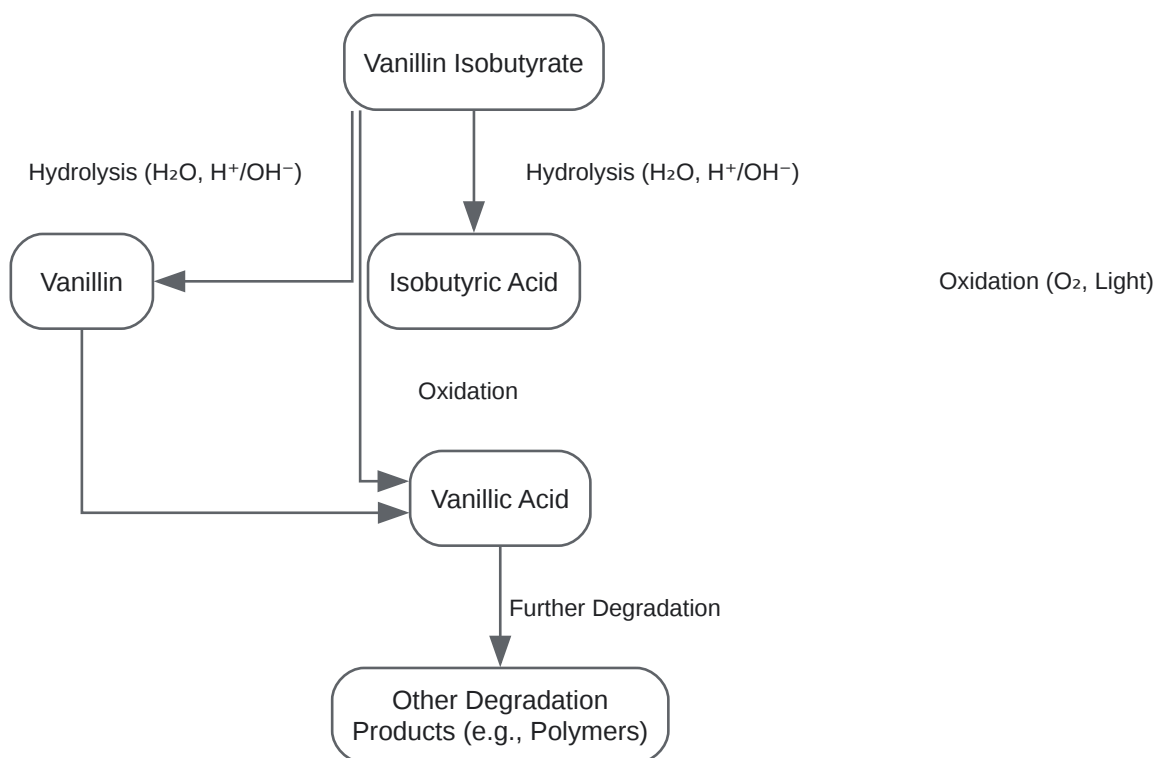 Vanillin Isobutyrate
Hydrolysis (H₂O, H⁺/OH⁻)
Hydrolysis (H₂O, H⁺/OH⁻)
Vanillin
Isobutyric Acid
Oxidation (O₂, Light)
Oxidation
Vanillic Acid
Further Degradation
Other Degradation
Products (e.g., Polymers)